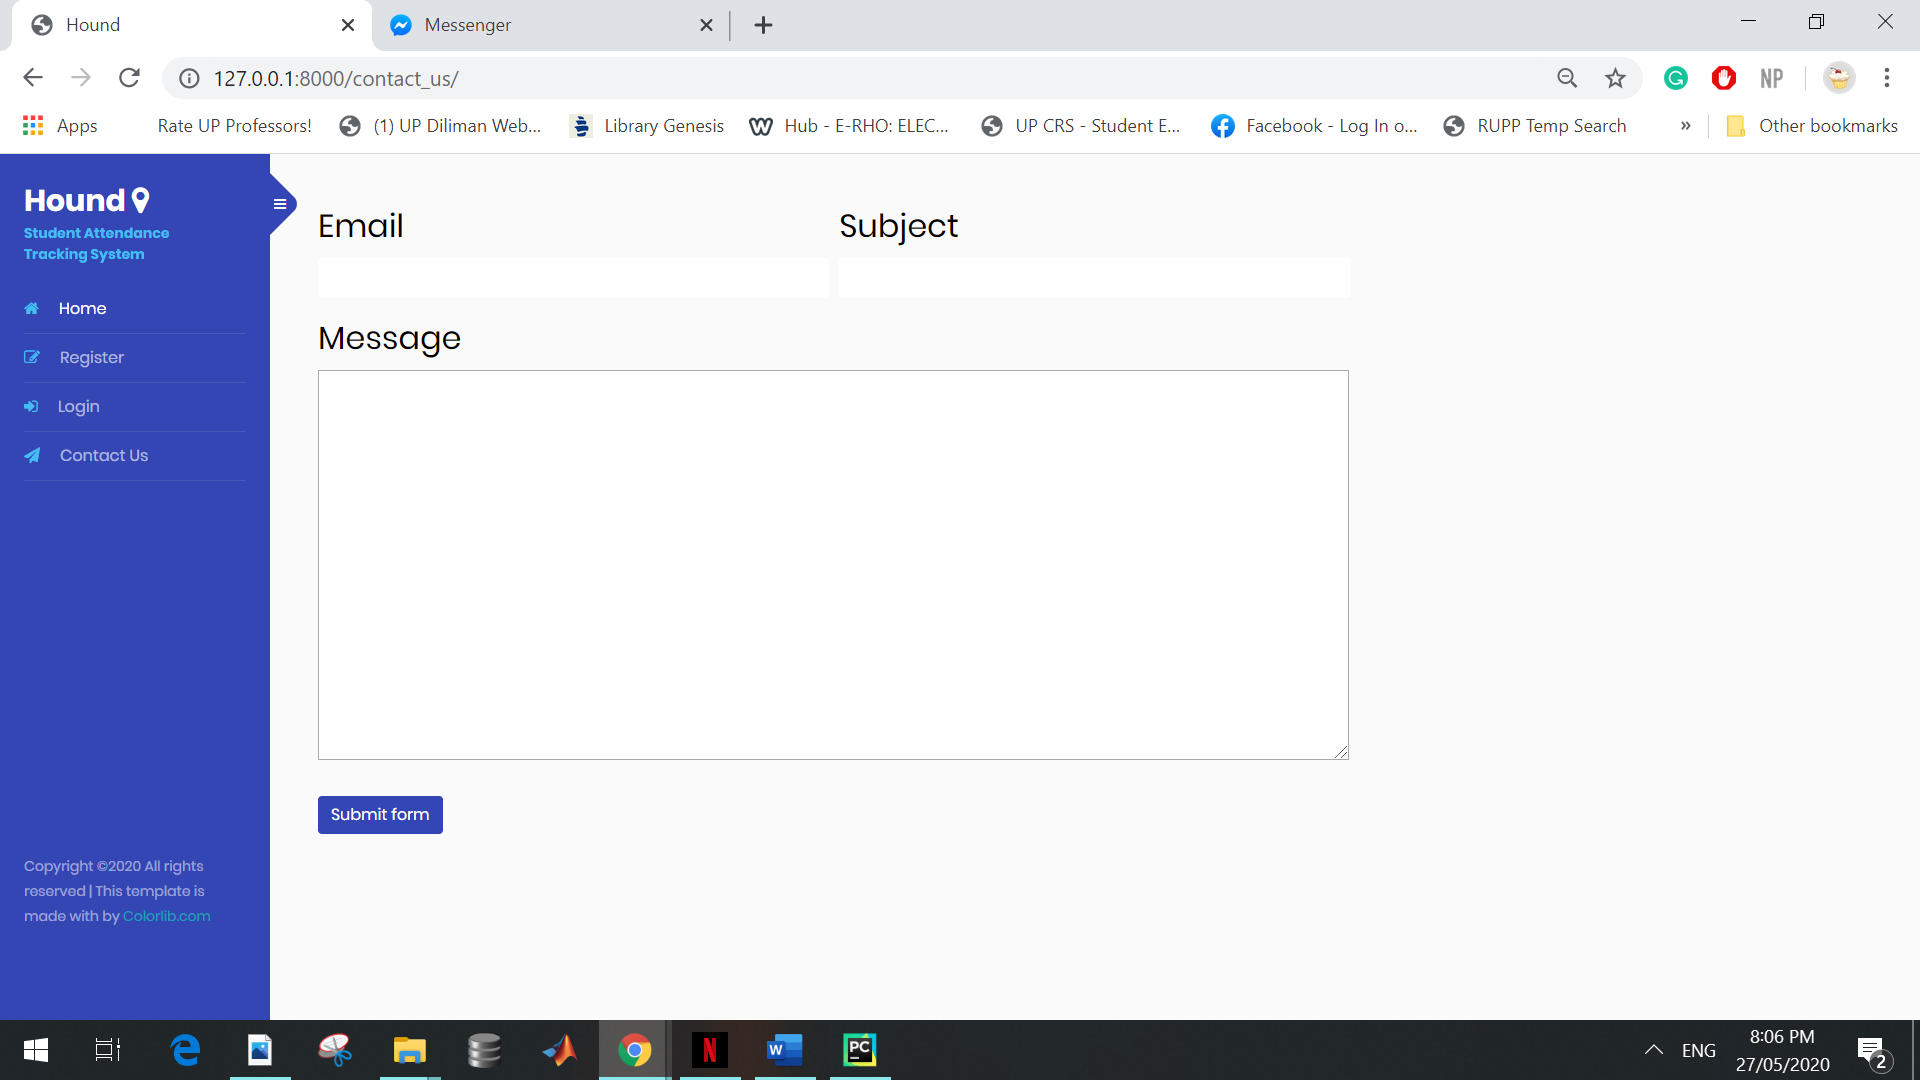 Hound
Messenger
127.0.0.1:8000/contact_us/
NP
Apps
Rate UP Professors!
(1) UP Diliman Web...
Library Genesis
Hub - E-RHO: ELEC...
UP CRS - Student E...
Facebook - Log In o...
RUPP Temp Search
»
Other bookmarks
Hound
Student Attendance
Tracking System
Home
Register
Login
Contact Us
Email
Subject
Message
Submit form
Copyright ©2020 All rights
reserved | This template is
made with by Colorlib.com
N
W
PC
ENG
8:06 PM
27/05/2020
2